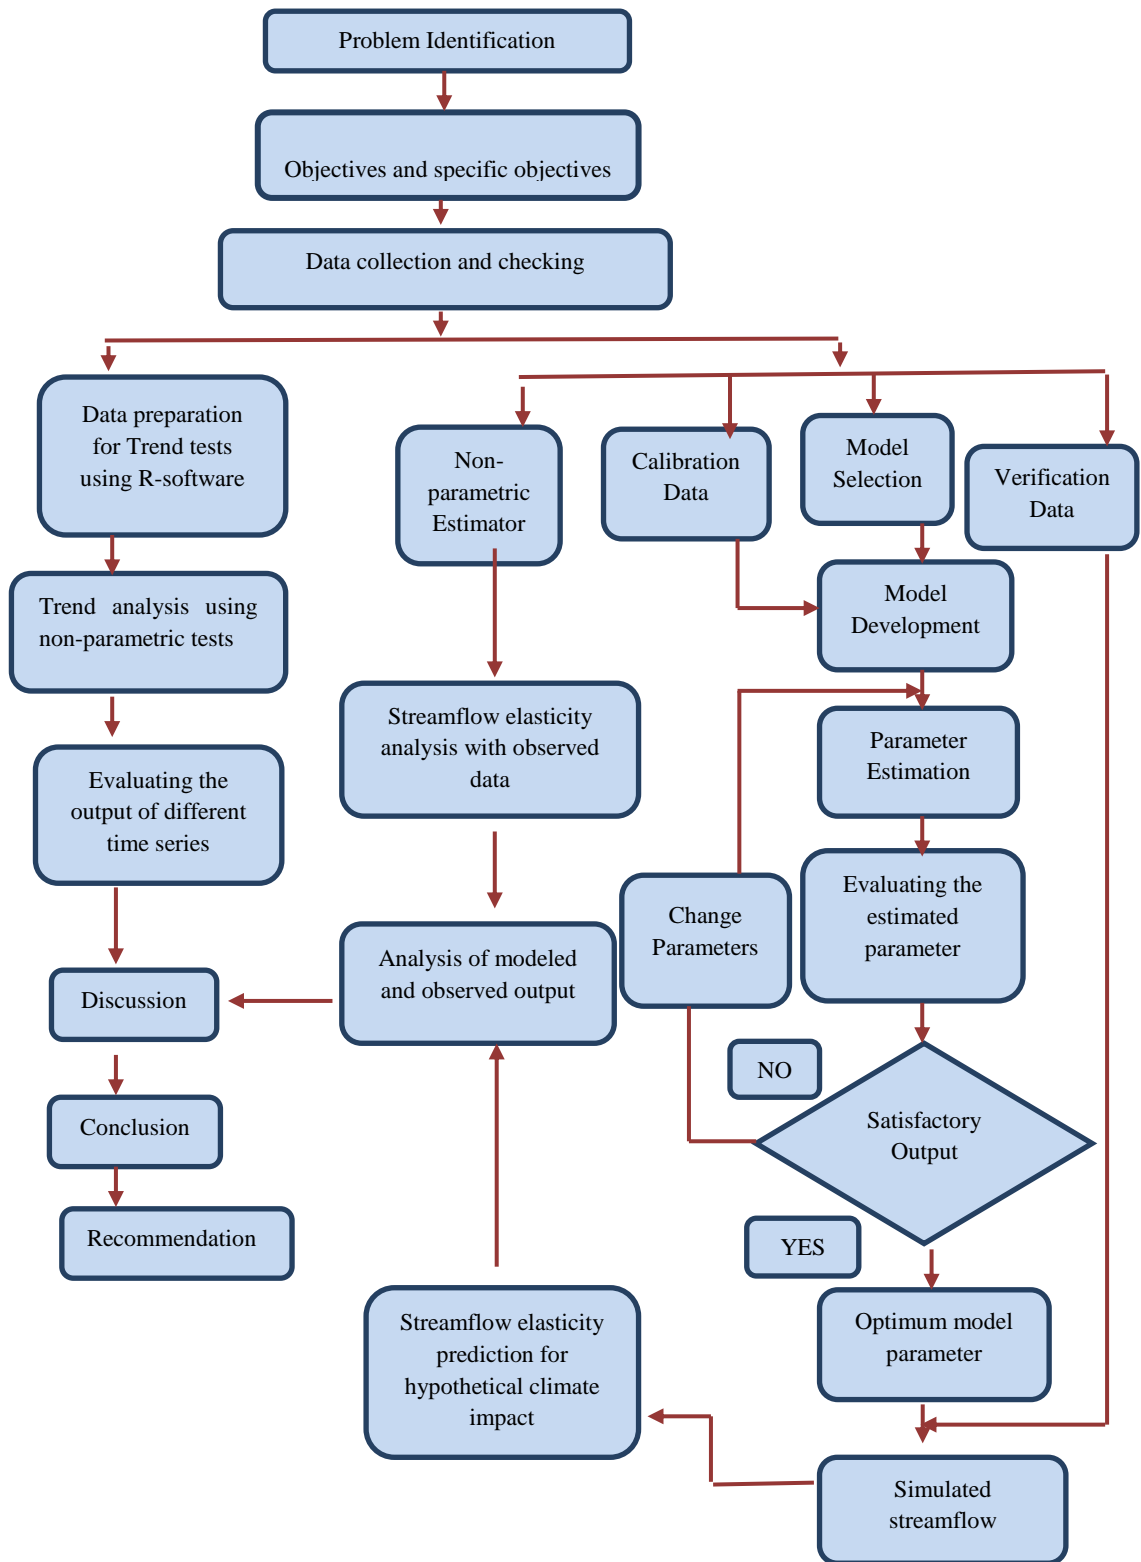 Problem Identification
Objectives and specific objectives
Data collection and checking
Data preparation
for Trend tests
using R-software
Non-
parametric
Estimator
Calibration
Data
Model
Selection
Verification
Data
Trend analysis using
non-parametric tests
Model
Development
Streamflow elasticity
analysis with observed
data
Parameter
Estimation
Evaluating the
output of different
time series
Change
Parameters
Evaluating the
estimated
parameter
Analysis of modeled
and observed output
Discussion
NO
Satisfactory
Output
Conclusion
YES
Recommendation
Streamflow elasticity
prediction for
hypothetical climate
impact
Optimum model
parameter
Simulated
streamflow